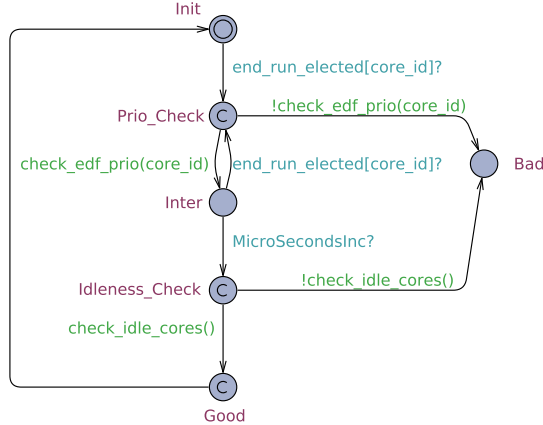 Init
end_run_elected[core_id]?
!check_edf_prio(core_id)
Prio_Check
C
Bad
check_edf_prio(core_id)
end_run_elected[core_id]?
Inter
MicroSecondsInc?
!check_idle_cores()
Idleness_Check
C
check_idle_cores()
C
Good